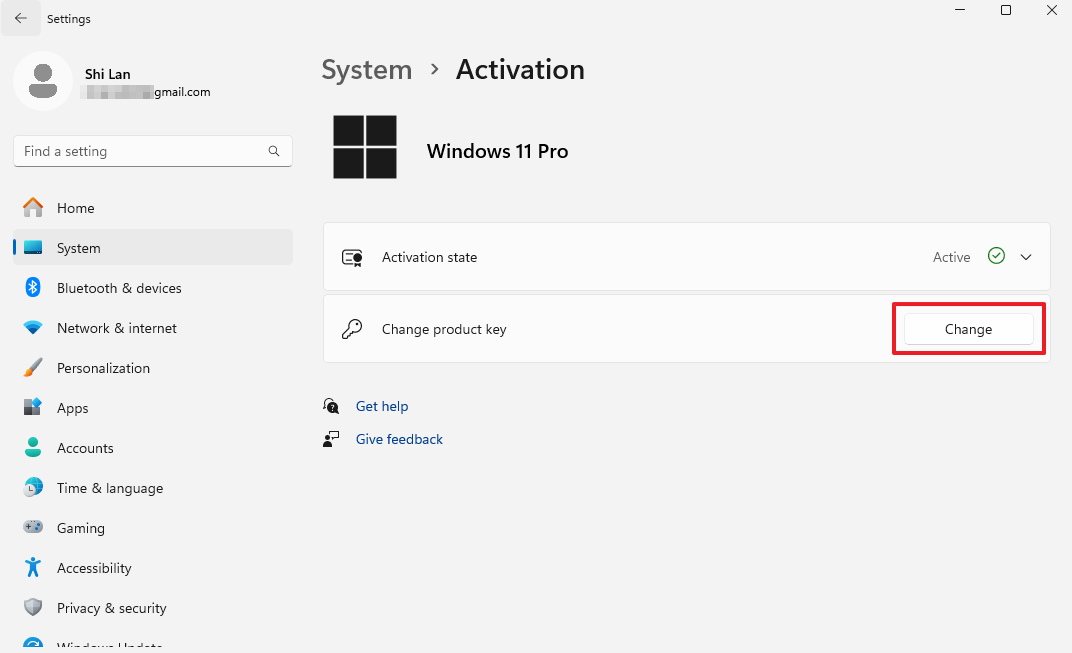 Settings
Shi Lan
gmail.com
Find a setting
Home
System
Bluetooth & devices
Network & internet
Personalization
Apps
Accounts
Time & language
Gaming
Accessibility
Privacy & security
Windows Update
System > Activation
Windows 11 Pro
Activation state Active
Change product key Change
Get help
Give feedback